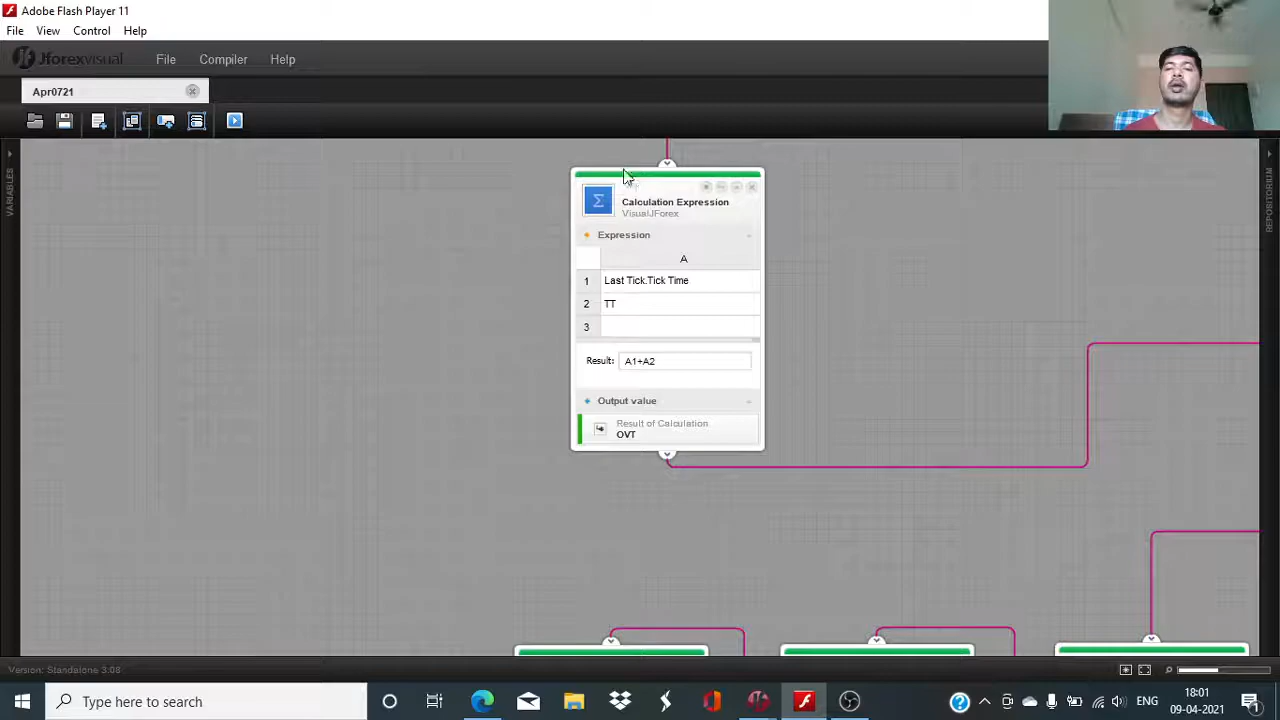 Adobe Flash Player 11
File View Control Help
Jforexvisual File Compiler Help
Apr0721
VARIABLES
REPOSITORIUM
Calculation Expression
VisualJForex
Expression
A
1 Last Tick.Tick Time
2 TT
3
Result: A1+A2
Output value
Result of Calculation
OVT
Version: Standalone 3.08
Type here to search
ENG
18:01
09-04-2021